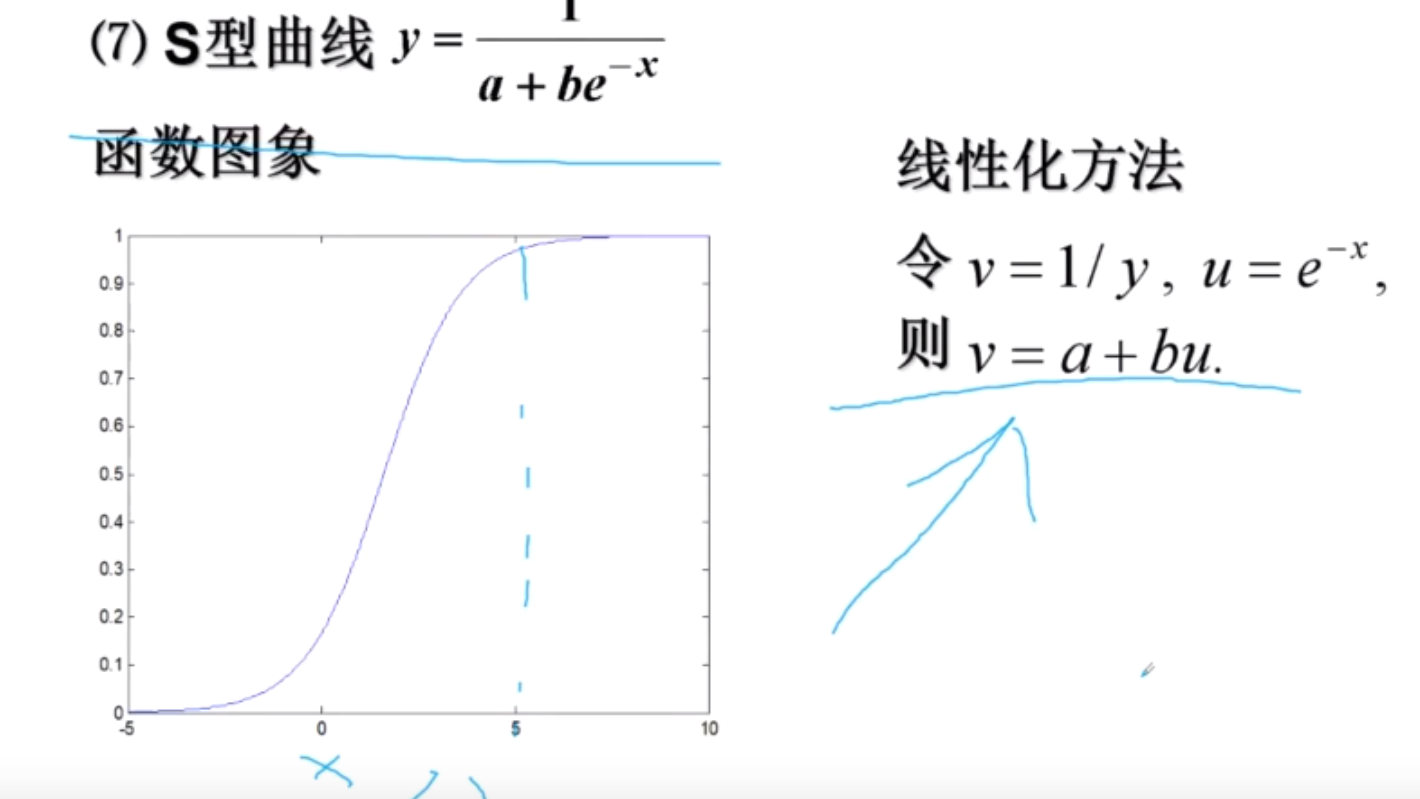 (7) S型曲线 y = 1 / (a + be^{-x})
函数图象
线性化方法
令 v = 1/ y , u = e^{-x},
则 v = a + bu.
1
0.9
0.8
0.7
0.6
0.5
0.4
0.3
0.2
0.1
0
-5 0 5 10
x